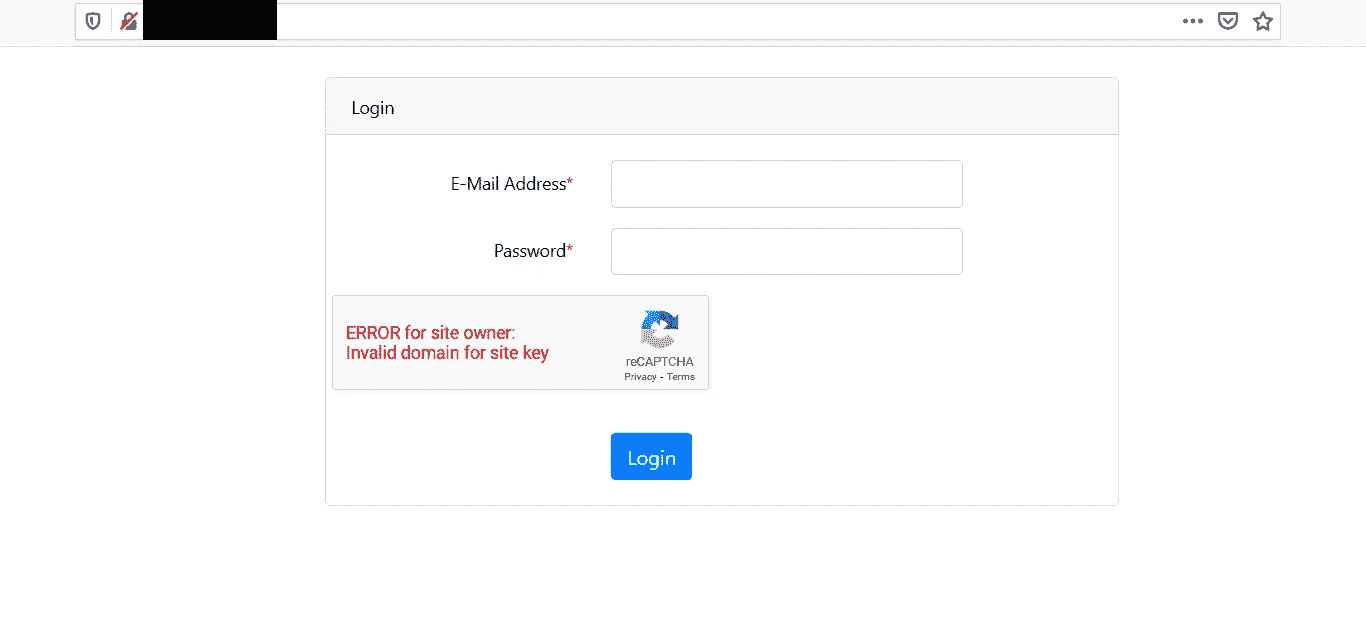 Login
E-Mail Address*
Password*
ERROR for site owner:
Invalid domain for site key
reCAPTCHA
Privacy - Terms
Login